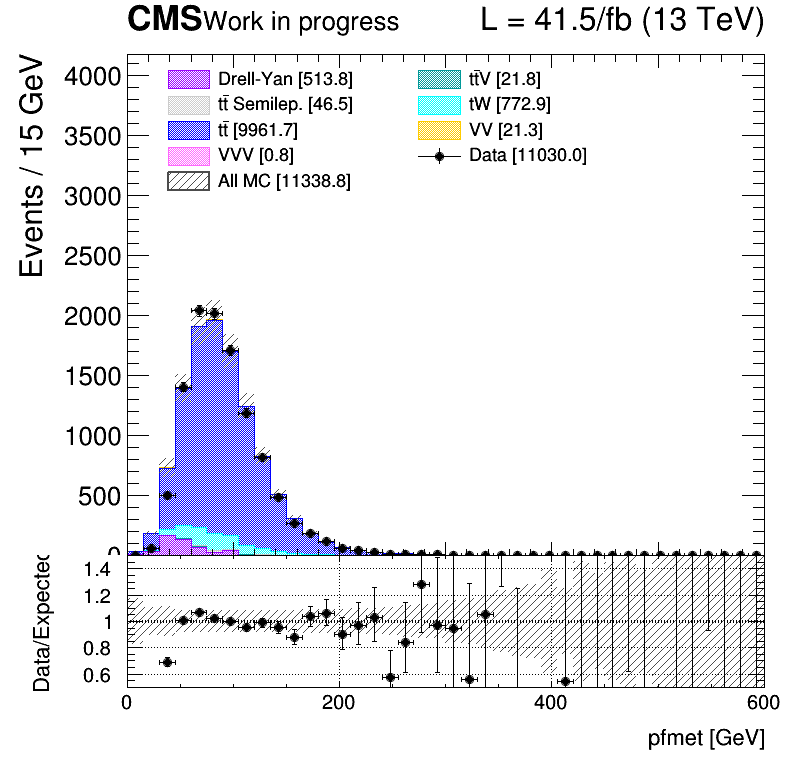 CMS Work in progress L = 41.5/fb (13 TeV)
Events / 15 GeV
4000
3500
3000
2500
2000
1500
1000
500
0
Drell-Yan [513.8]
tt̄ Semilep. [46.5]
tt̄ [9961.7]
VVV [0.8]
All MC [11338.8]
tt̄V [21.8]
tW [772.9]
VV [21.3]
Data [11030.0]
Data/Expected
1.4
1.2
1
0.8
0.6
0 200 400 600
pfmet [GeV]